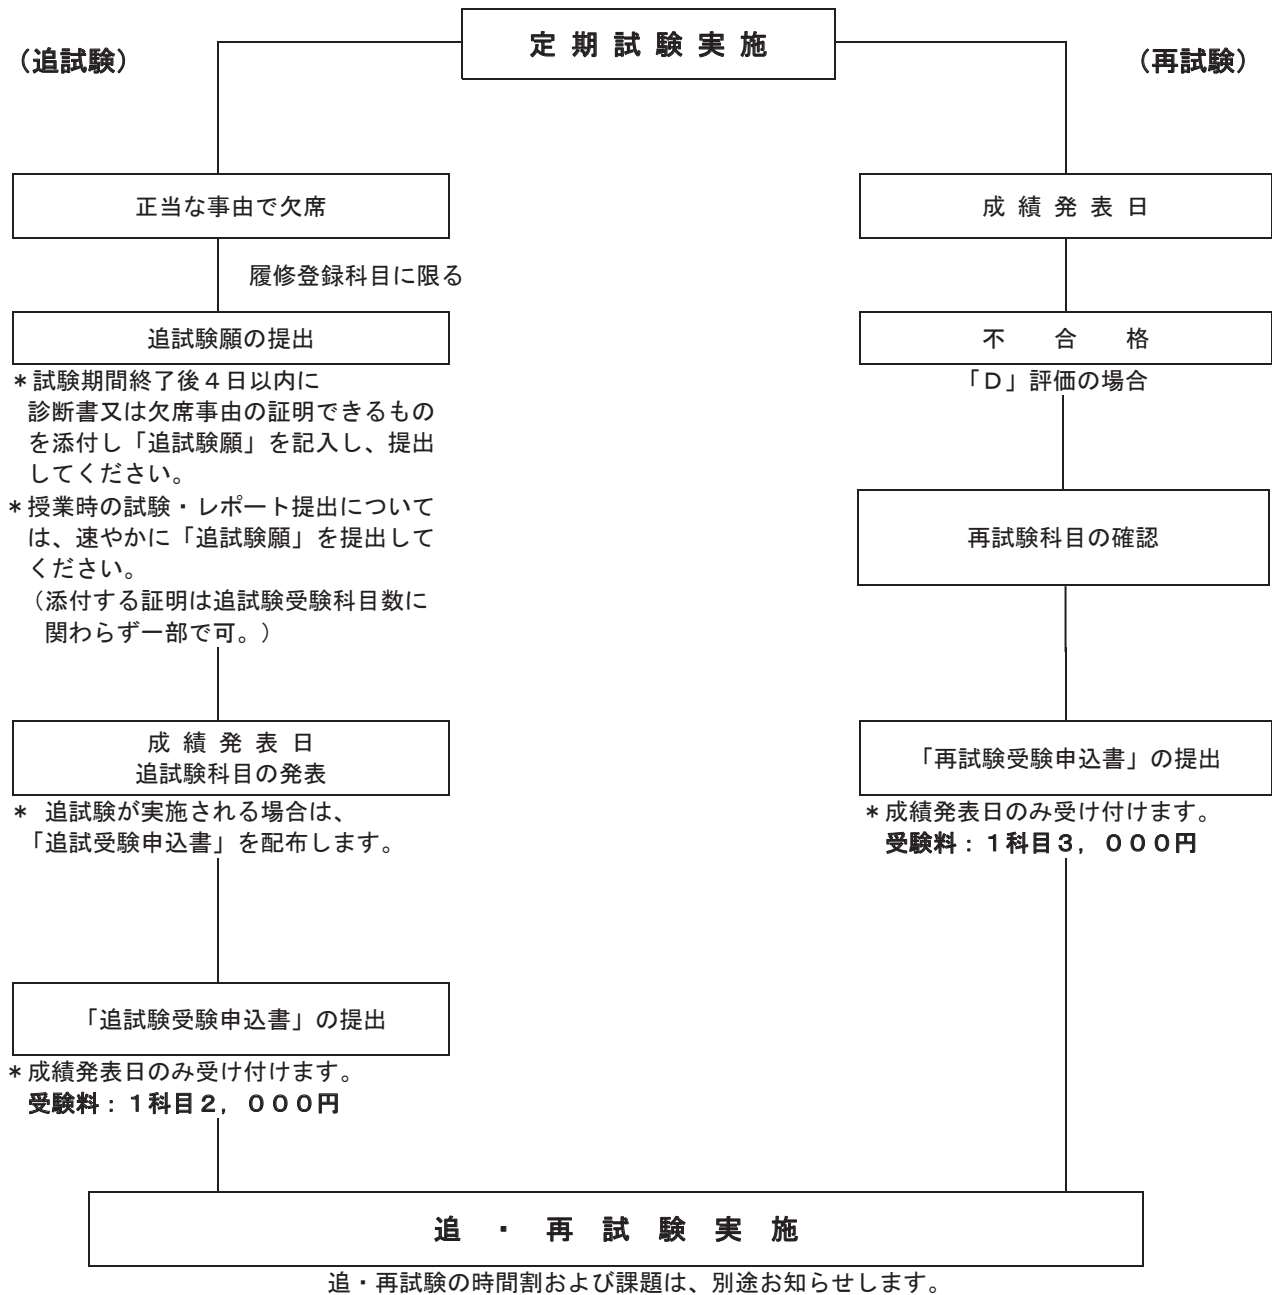 定期試験実施
（追試験）
正当な事由で欠席
履修登録科目に限る
追試験願の提出
＊試験期間終了後４日以内に
診断書又は欠席事由の証明できるもの
を添付し「追試験願」を記入し、提出
してください。
＊授業時の試験・レポート提出について
は、速やかに「追試験願」を提出して
ください。
（添付する証明は追試験受験科目数に
関わらず一部で可。）
成績発表日
追試験科目の発表
＊ 追試験が実施される場合は、
「追試受験申込書」を配布します。
「追試験受験申込書」の提出
＊成績発表日のみ受け付けます。
受験料：１科目２，０００円
（再試験）
成績発表日
不合格
「Ｄ」評価の場合
再試験科目の確認
「再試験受験申込書」の提出
＊成績発表日のみ受け付けます。
受験料：１科目３，０００円
追・再試験実施
追・再試験の時間割および課題は、別途お知らせします。